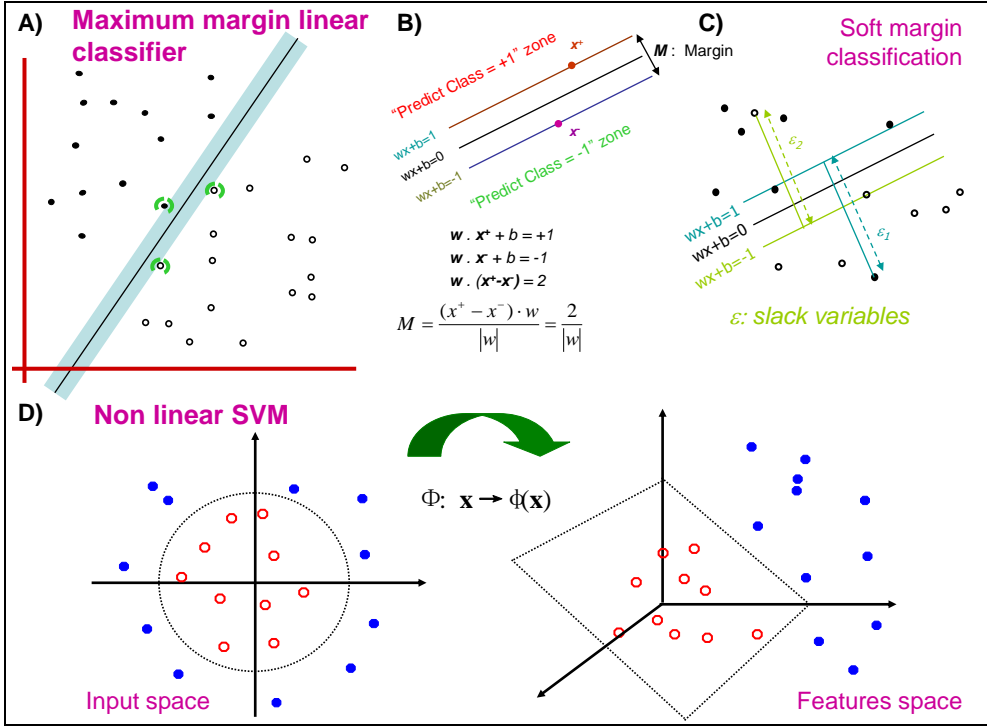 A)
Maximum margin linear
classifier
B)
"Predict Class = +1" zone
x⁺
M : Margin
wx+b=1
wx+b=0
wx+b=-1
x⁻
"Predict Class = -1" zone
w . x⁺ + b = +1
w . x⁻ + b = -1
w . (x⁺-x⁻) = 2
M = (x⁺ − x⁻) · w / |w| = 2 / |w|
C)
Soft margin
classification
ε₂
wx+b=1
wx+b=0
wx+b=-1
ε₁
ε: slack variables
D)
Non linear SVM
Φ: x → ϕ(x)
Input space
Features space